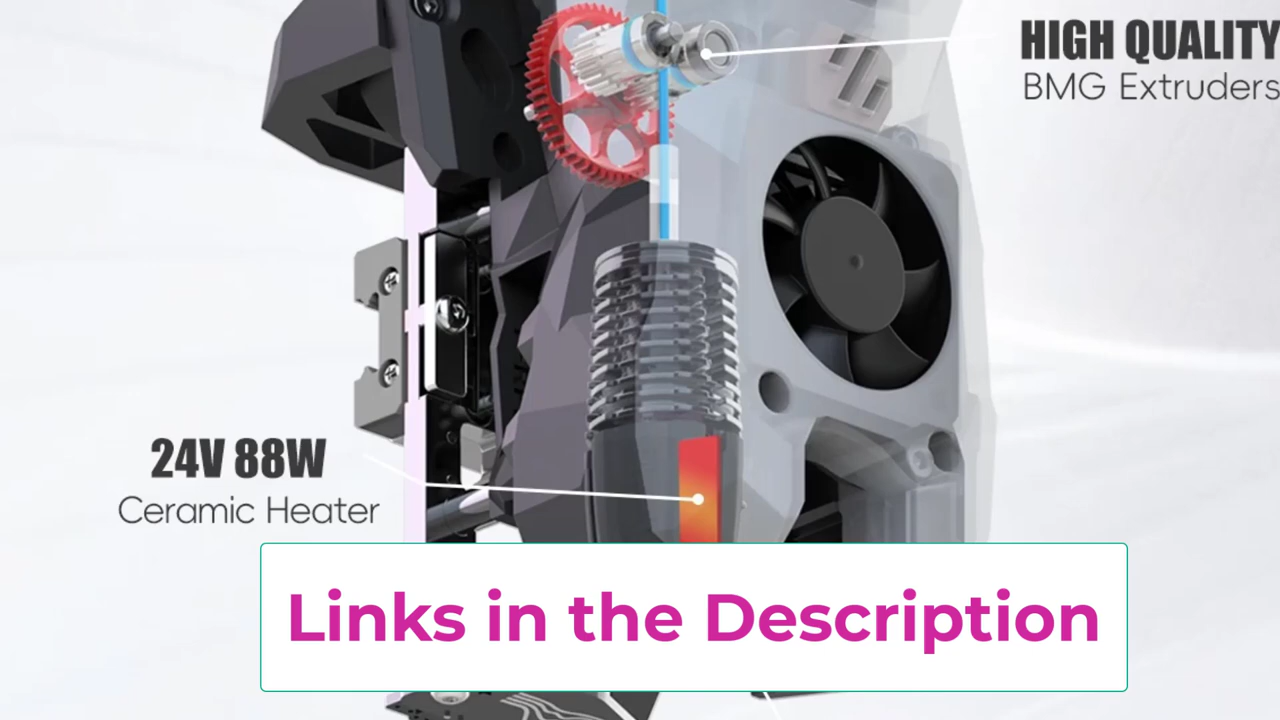 HIGH QUALITY
BMG Extruders
24V 88W
Ceramic Heater
Links in the Description